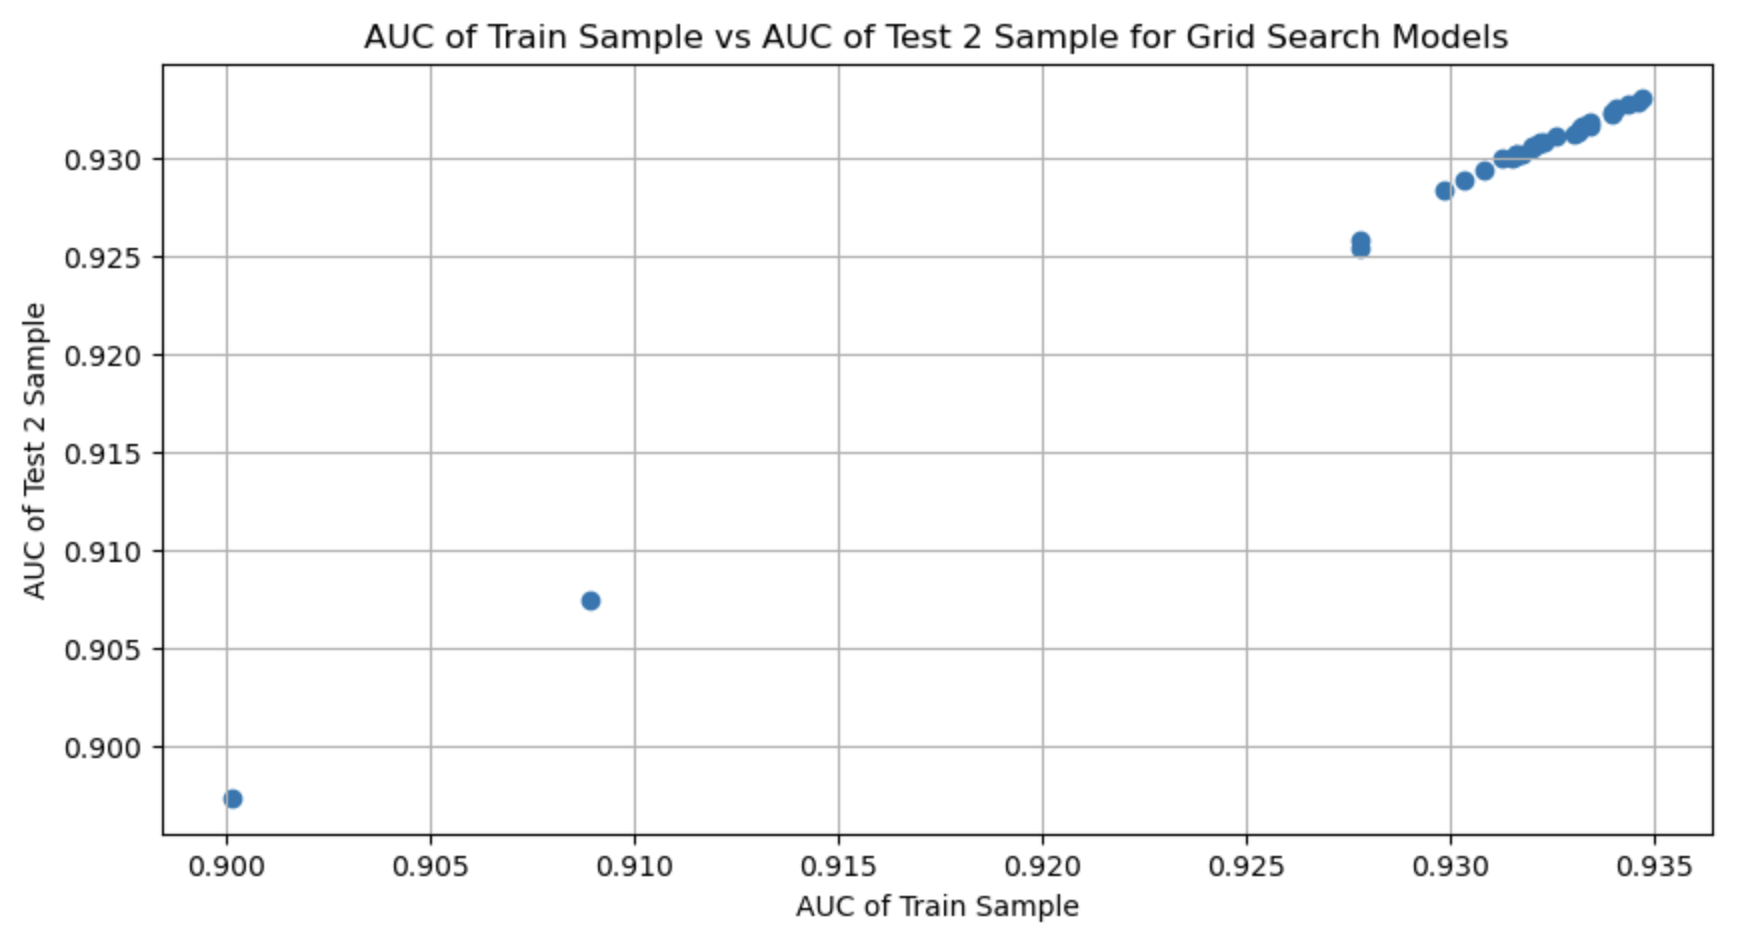 AUC of Train Sample vs AUC of Test 2 Sample for Grid Search Models
AUC of Test 2 Sample
0.930
0.925
0.920
0.915
0.910
0.905
0.900
0.900 0.905 0.910 0.915 0.920 0.925 0.930 0.935
AUC of Train Sample